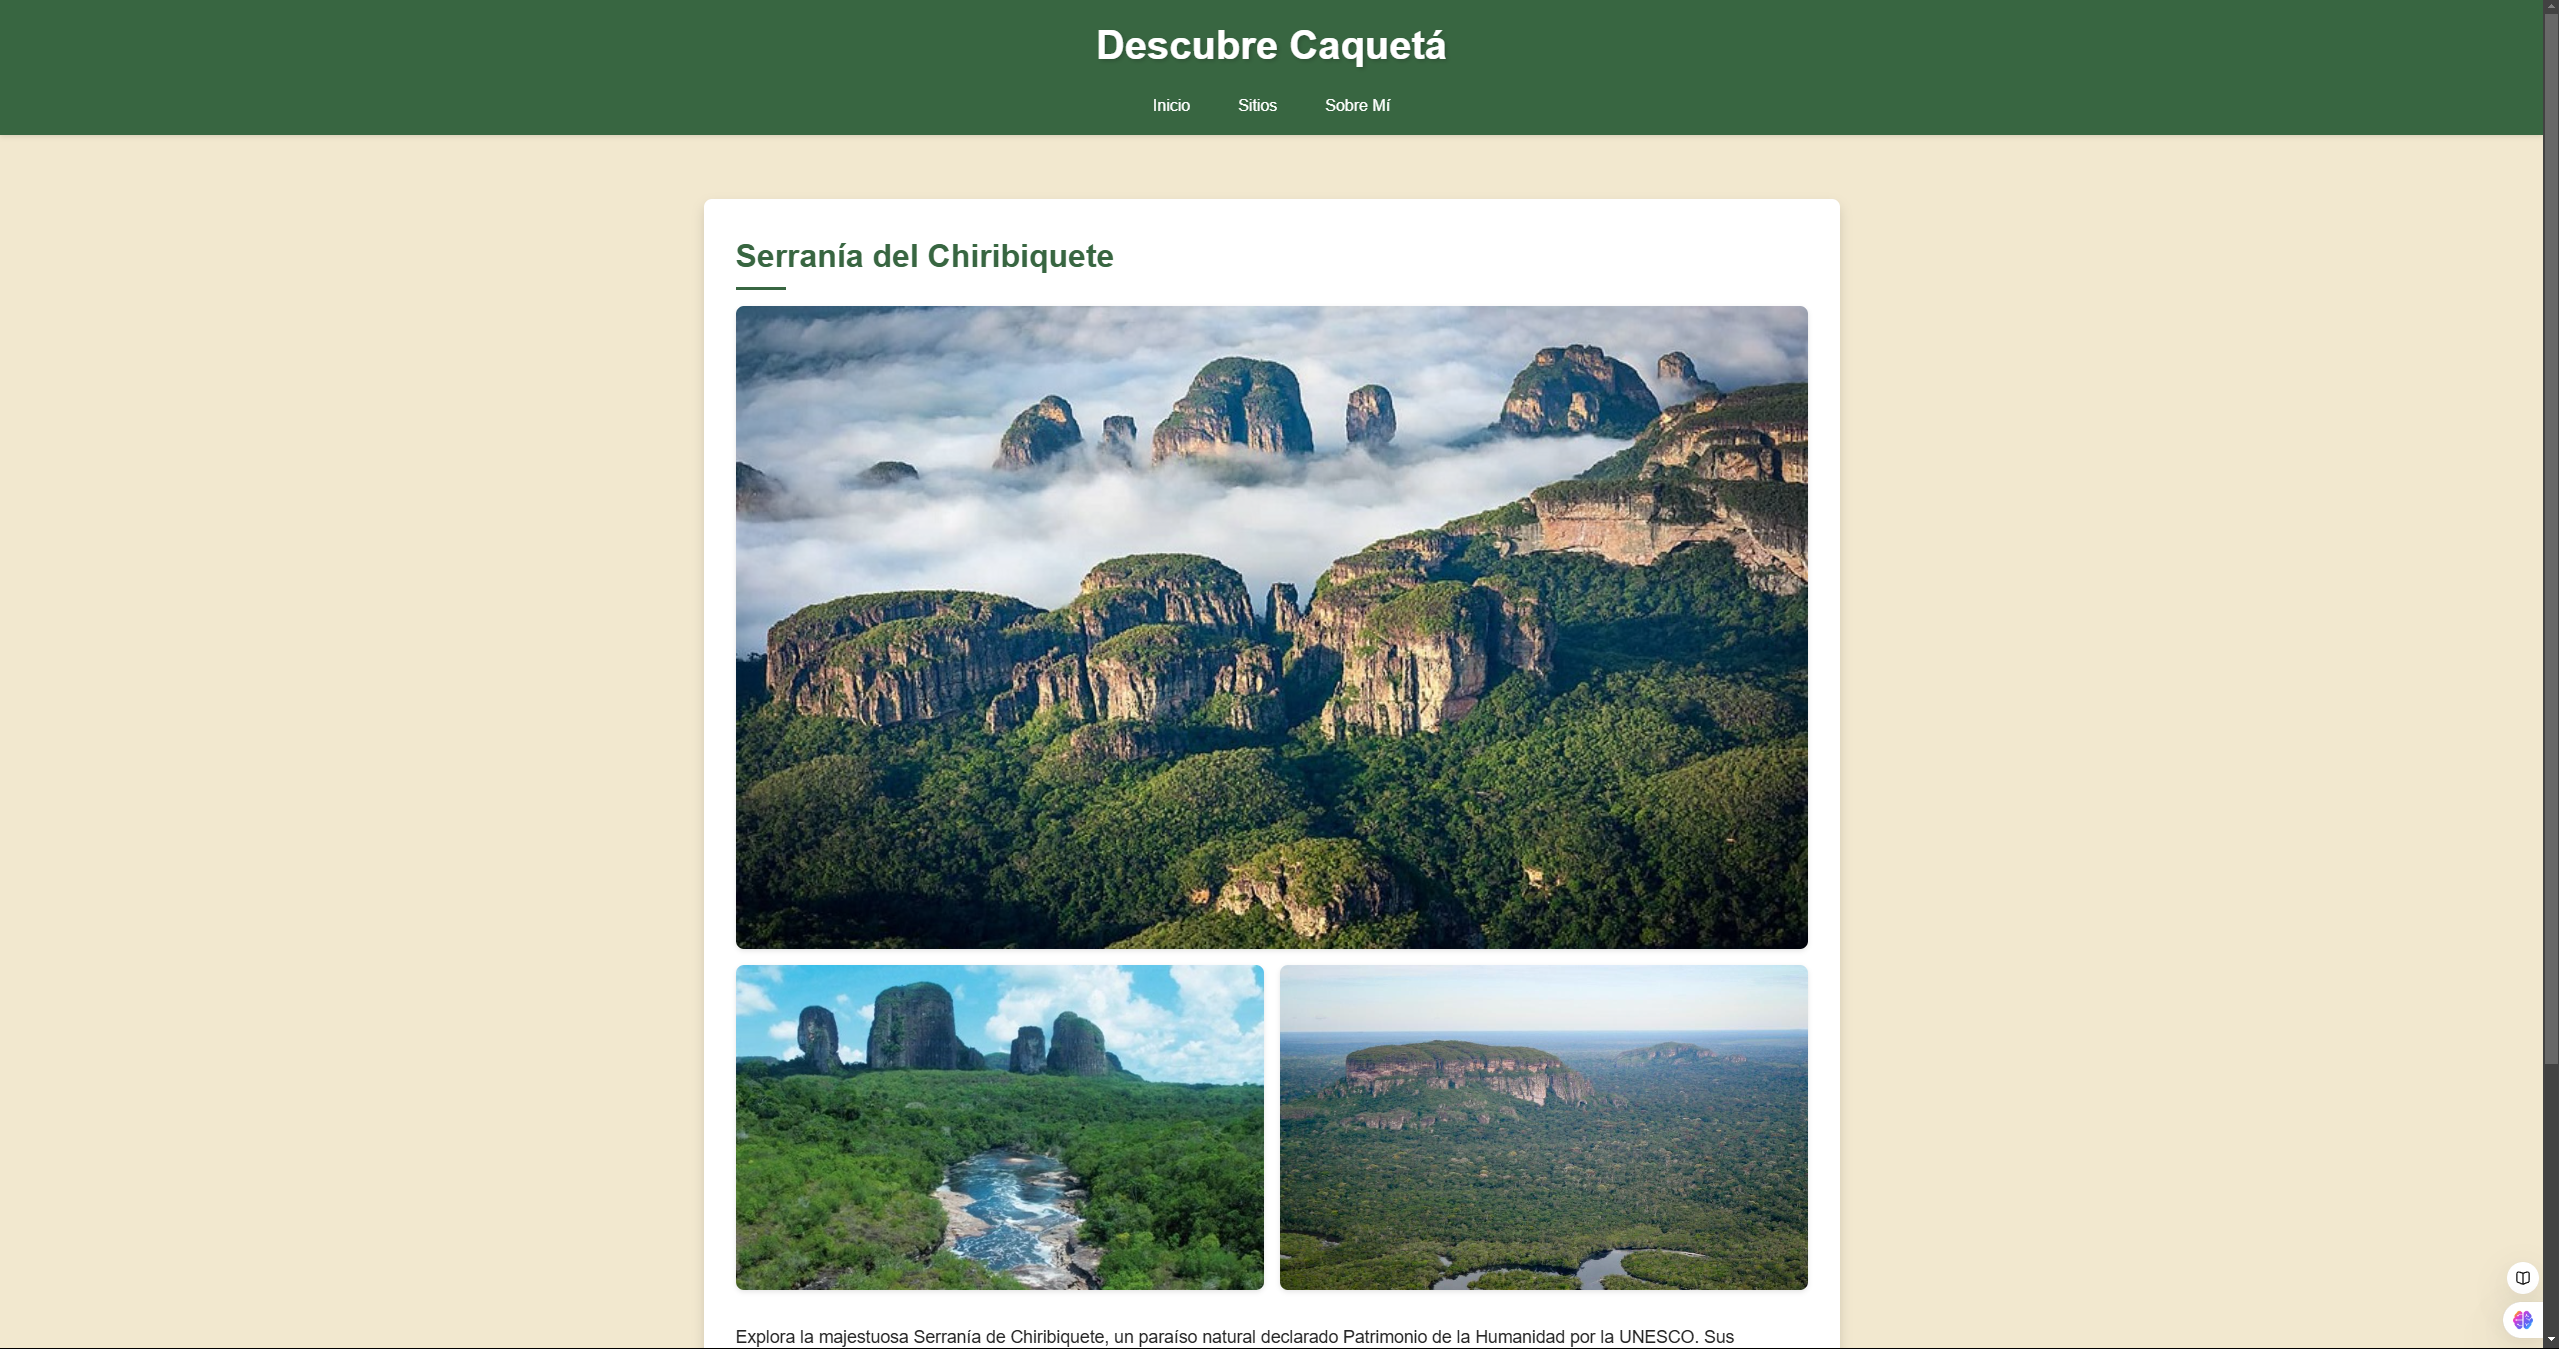 Descubre Caquetá
Inicio Sitios Sobre Mí
Serranía del Chiribiquete
Explora la majestuosa Serranía de Chiribiquete, un paraíso natural declarado Patrimonio de la Humanidad por la UNESCO. Sus